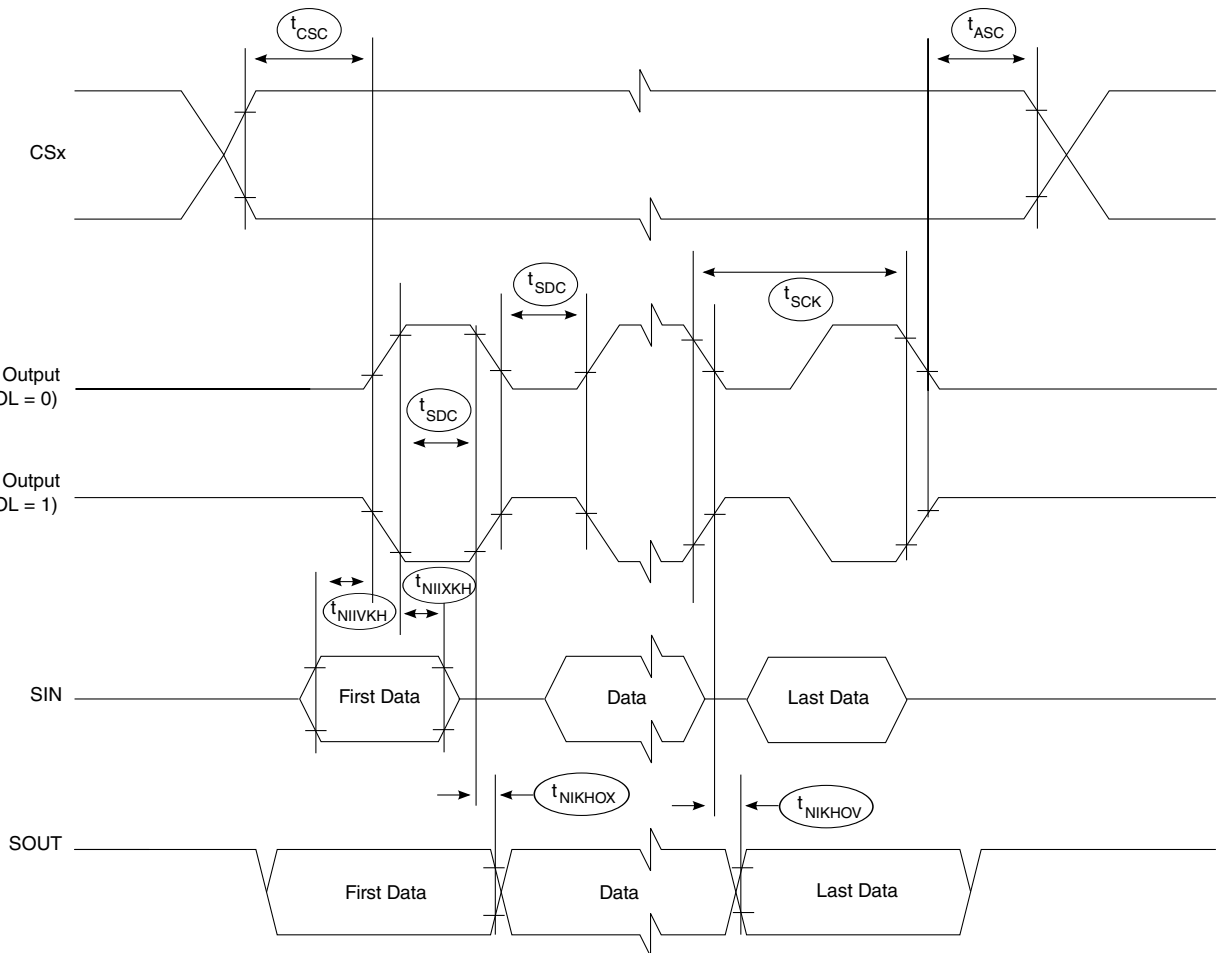 tCSC
tASC
CSx
tSDC
tSCK
Output
OL = 0)
tSDC
Output
OL = 1)
tNIIXKH
tNIIVKH
SIN
First Data
Data
Last Data
tNIKHOX
tNIKHOV
SOUT
First Data
Data
Last Data